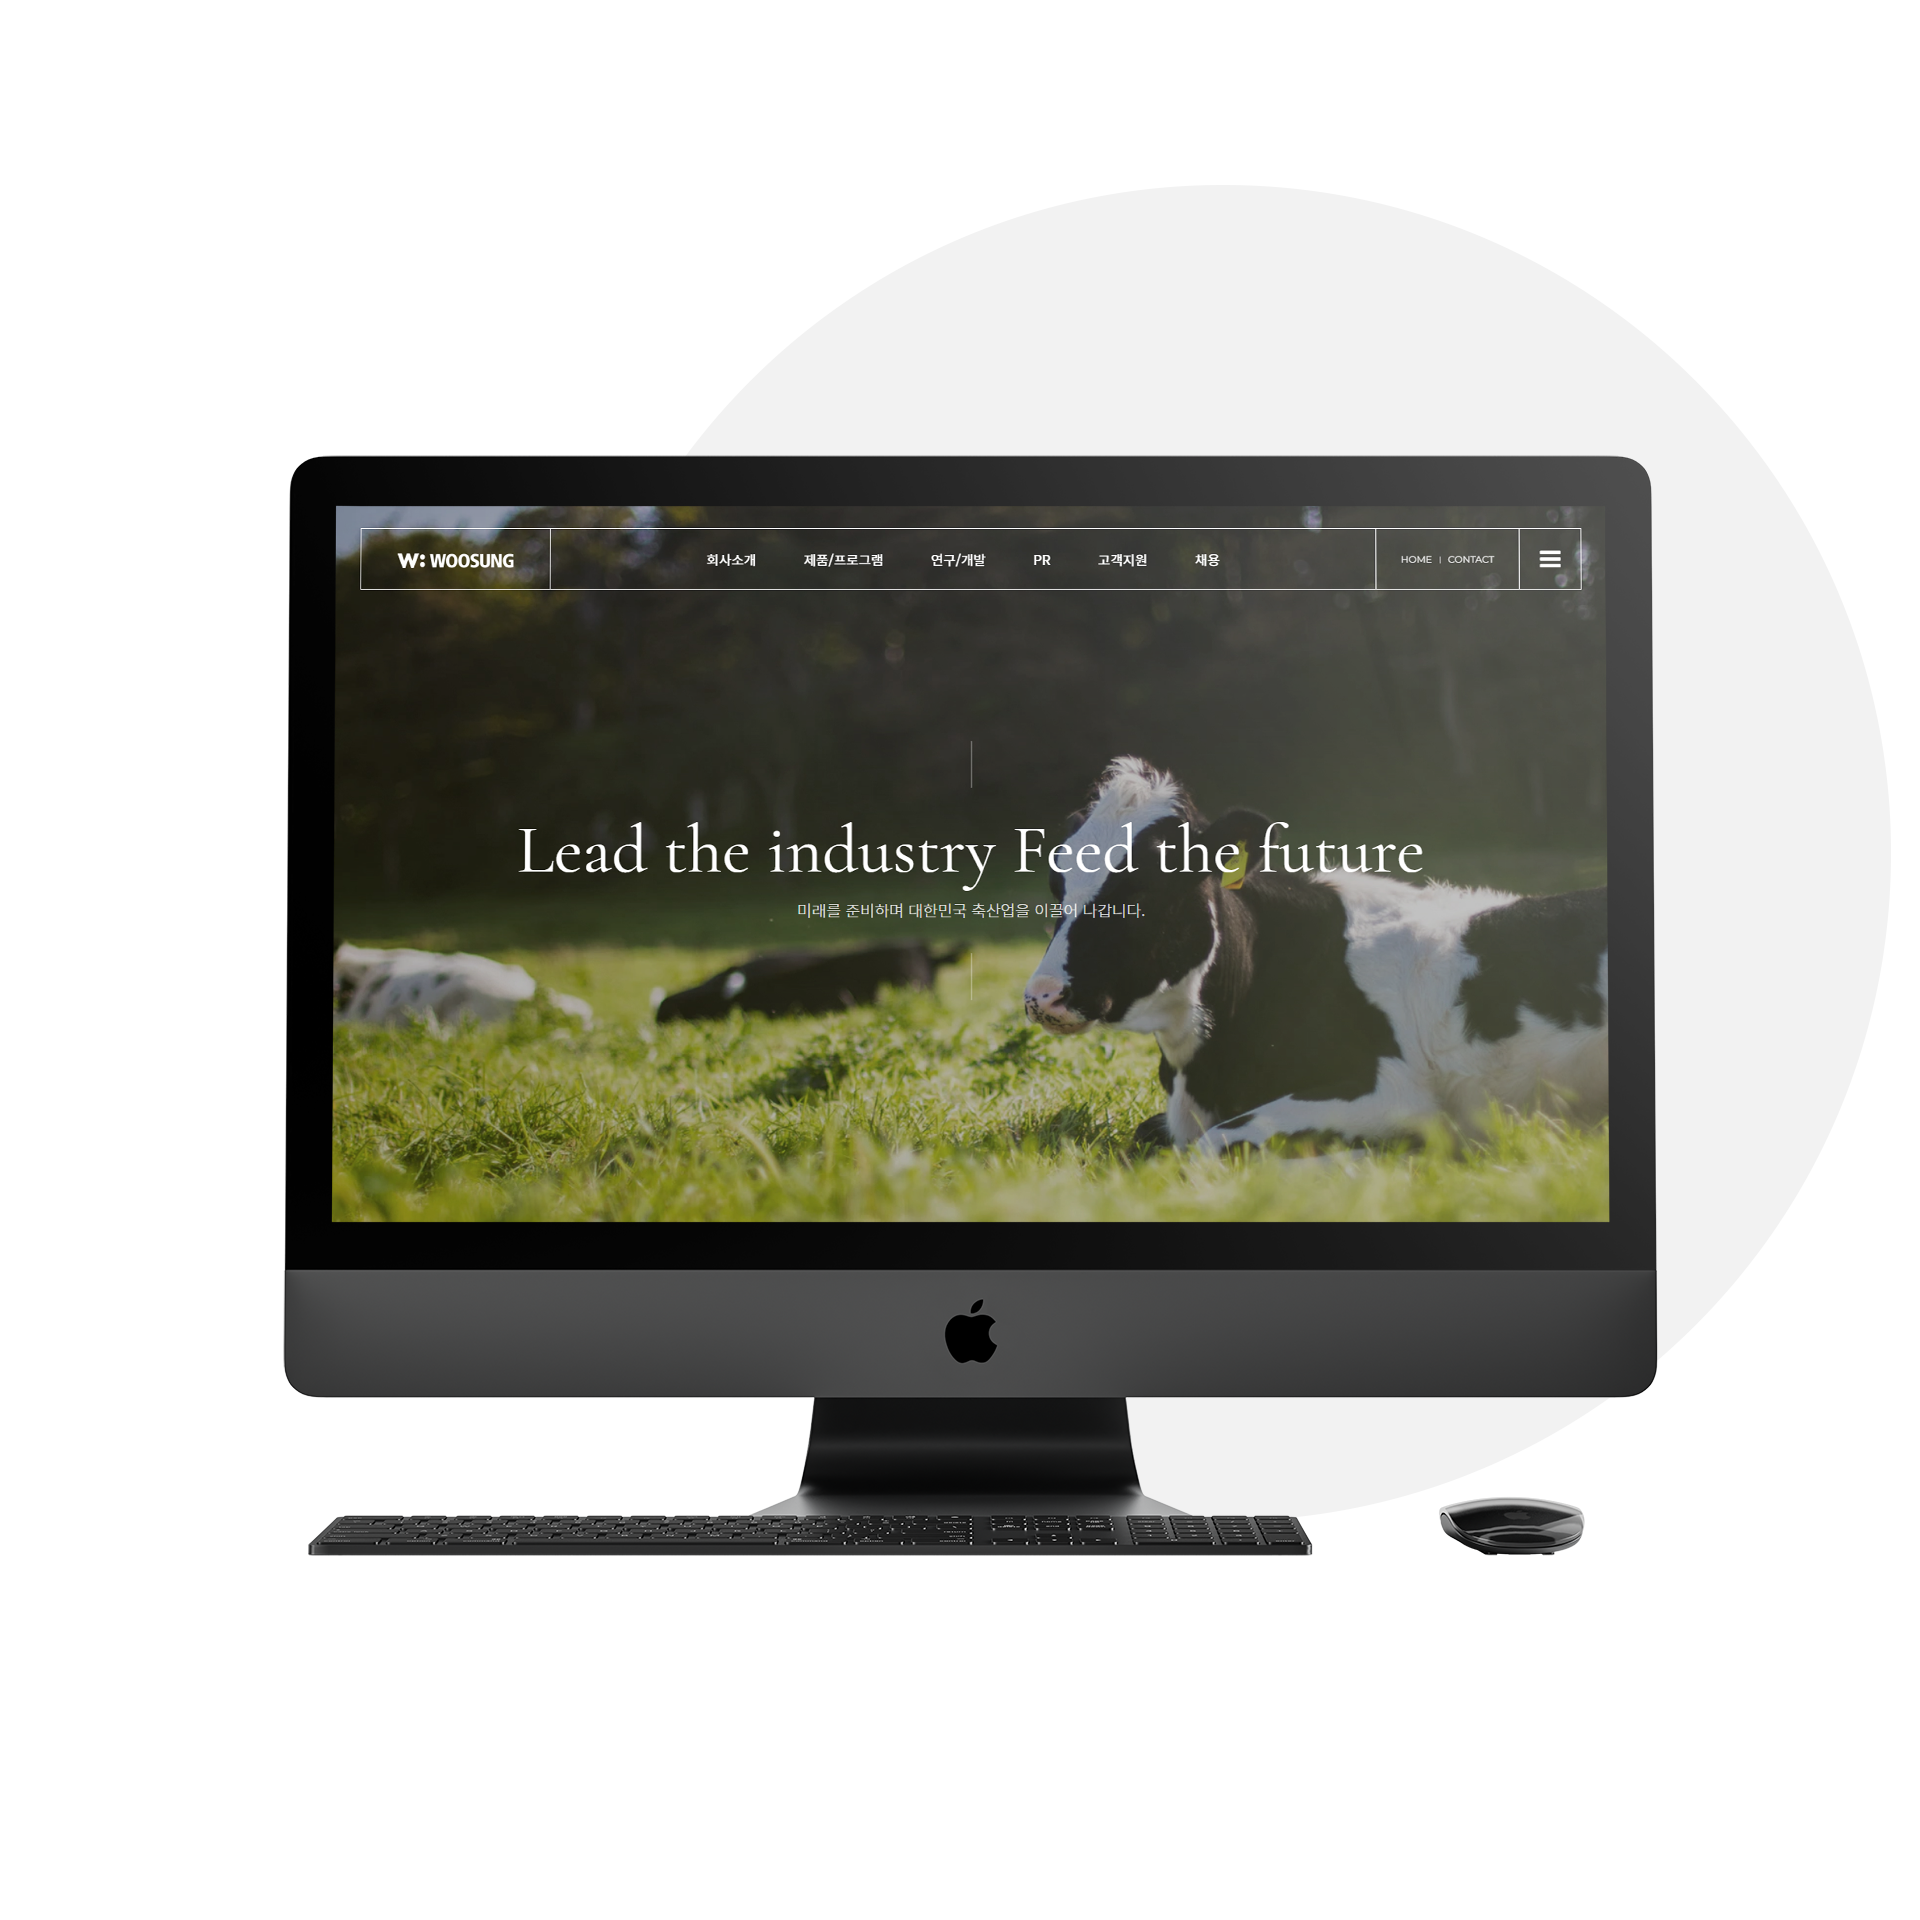 W: WOOSUNG
회사소개 제품/프로그램 연구/개발 PR 고객지원 채용
HOME | CONTACT
Lead the industry Feed the future
미래를 준비하며 대한민국 축산업을 이끌어 나갑니다.